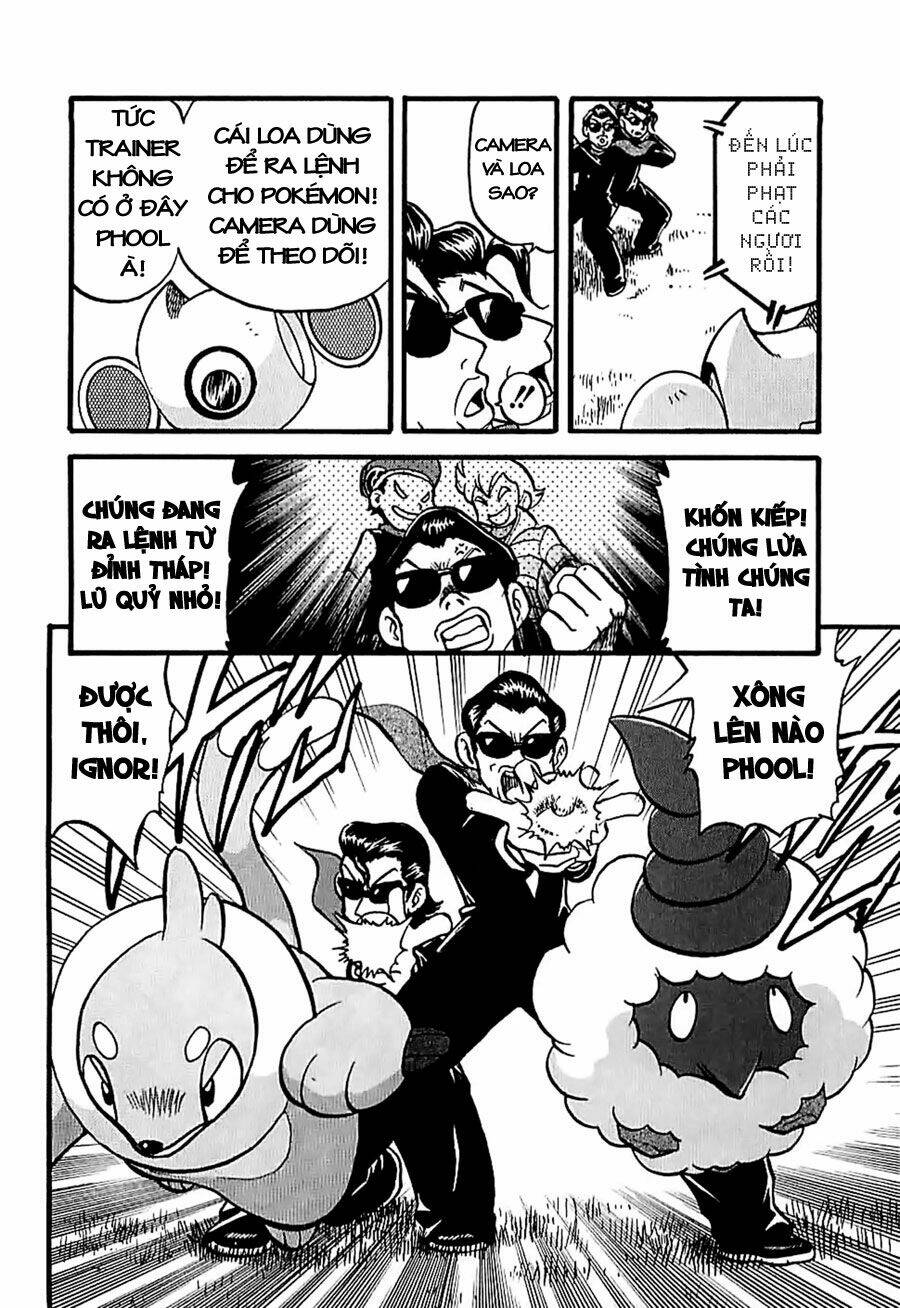 ĐẾN LÚC
PHẢI
PHẠT
CÁC
NGƯƠI
RỒI!
CAMERA
VÀ LOA
SAO?
!!
CÁI LOA DÙNG
ĐỂ RA LỆNH
CHO POKÉMON!
CAMERA DÙNG
ĐỂ THEO DÕI!
TỨC
TRAINER
KHÔNG
CÓ Ở ĐÂY
PHOOL
À!
KHỐN KIẾP!
CHÚNG LỪA
TÌNH CHÚNG
TA!
CHÚNG ĐANG
RA LỆNH TỪ
ĐỈNH THÁP!
LŨ QUỶ NHỎ!
XÔNG
LÊN NÀO
PHOOL!
ĐƯỢC
THÔI,
IGNOR!